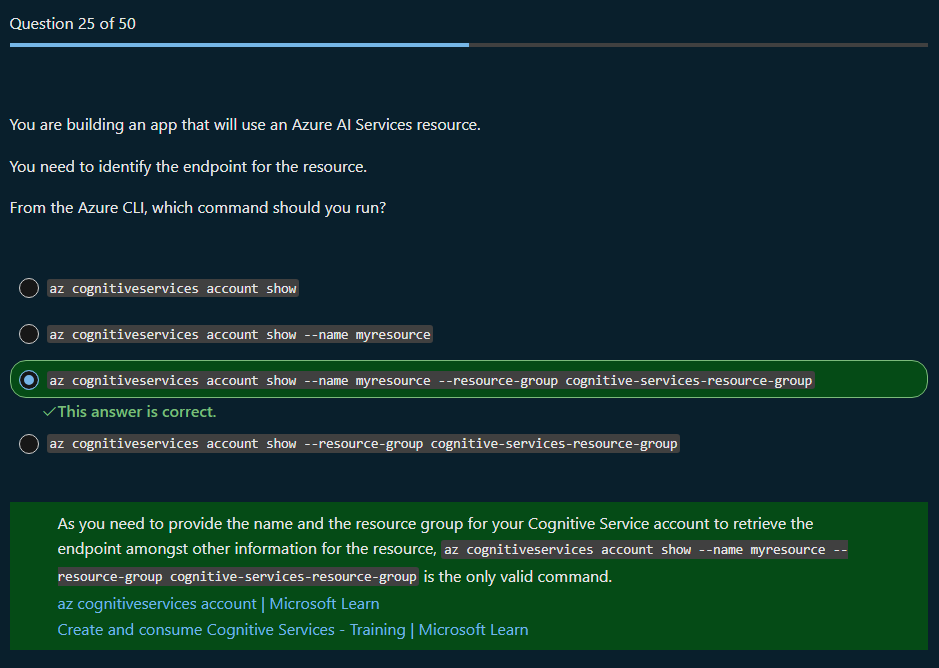 Question 25 of 50
You are building an app that will use an Azure AI Services resource.
You need to identify the endpoint for the resource.
From the Azure CLI, which command should you run?
az cognitiveservices account show
az cognitiveservices account show --name myresource
az cognitiveservices account show --name myresource --resource-group cognitive-services-resource-group
✓This answer is correct.
az cognitiveservices account show --resource-group cognitive-services-resource-group
As you need to provide the name and the resource group for your Cognitive Service account to retrieve the
endpoint amongst other information for the resource, az cognitiveservices account show --name myresource --
resource-group cognitive-services-resource-group is the only valid command.
az cognitiveservices account | Microsoft Learn
Create and consume Cognitive Services - Training | Microsoft Learn